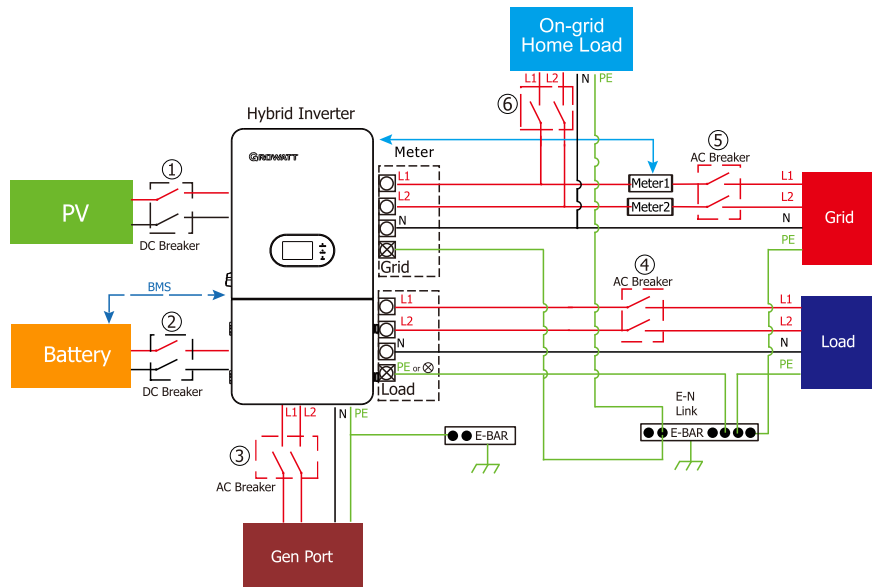 On-grid
Home Load
L1 L2 N PE
⑥
Hybrid Inverter
GROWATT
Meter
⑤
AC Breaker
①
L1
Meter1
L1
PV
L2
Meter2
L2
Grid
N
N
DC Breaker
PE
Grid
④
AC Breaker
BMS
L1
L1
②
L2
L2
Battery
N
N
Load
PE or ⊗
PE
DC Breaker
Load
E-N
Link
L1 L2 N PE
E-BAR
E-BAR
③
AC Breaker
Gen Port